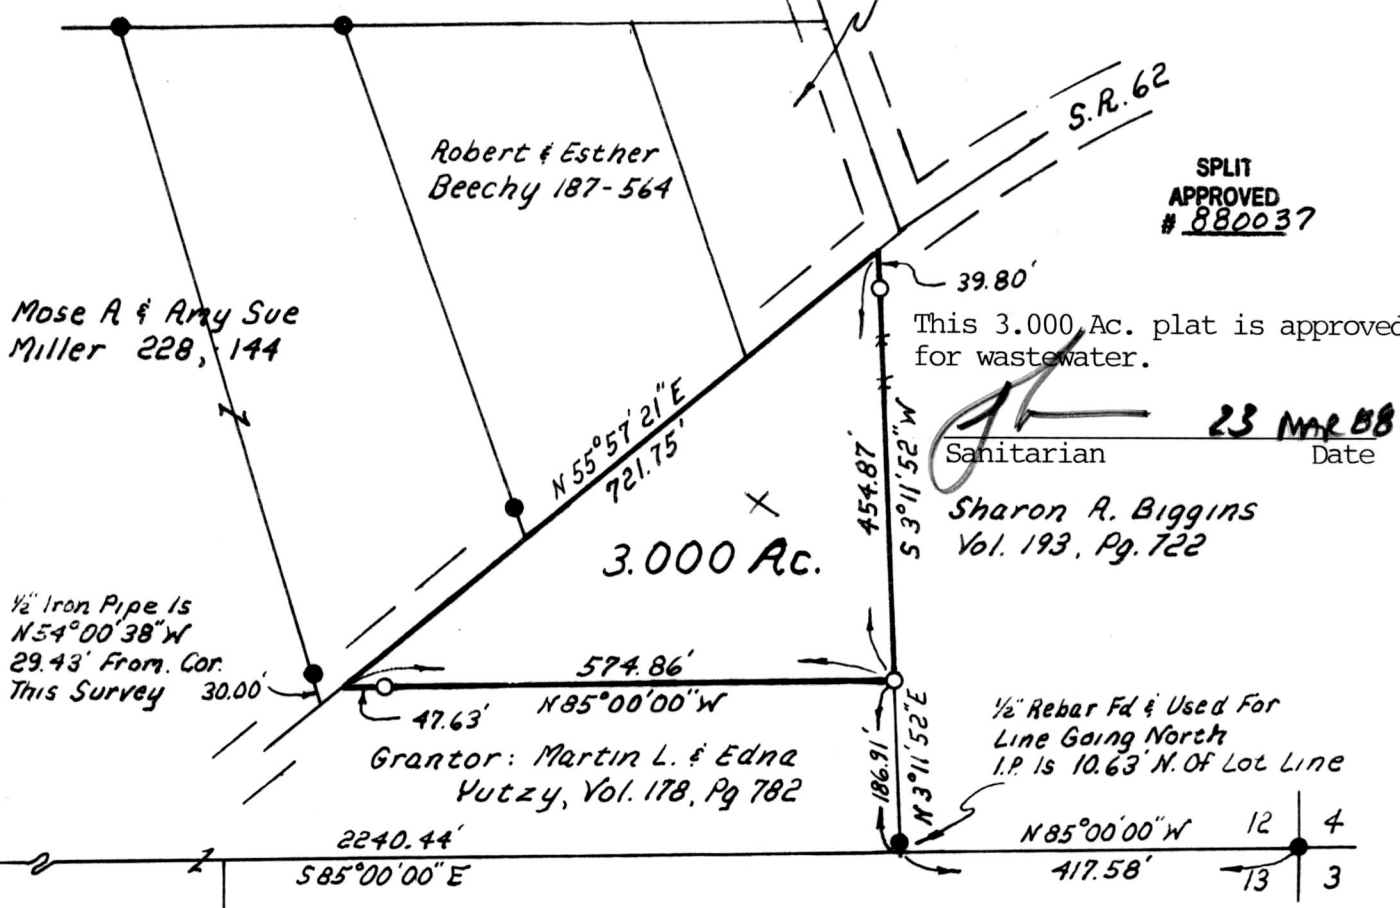 S.R. 62
Robert & Esther
Beechy 187-564
SPLIT
APPROVED
# 880037
39.80'
Mose A & Amy Sue
Miller 228, 144
This 3.000 Ac. plat is approved
for wastewater.
23 MAR 88
Sanitarian Date
N 55°57'21" E
721.75'
454.87'
S 3°11'52" W
Sharon A. Biggins
Vol. 193, Pg. 722
3.000 Ac.
½" Iron Pipe Is
N54°00'38"W
29.43' From. Cor.
This Survey
30.00'
574.86'
N85°00'00"W
47.63'
Grantor: Martin L. & Edna
Yutzy, Vol. 178, Pg 782
186.91'
N 3°11'52" E
½" Rebar Fd & Used For
Line Going North
I.P. Is 10.63' N. Of Lot Line
2240.44'
S85°00'00"E
N85°00'00"W
417.58'
12 4
13 3